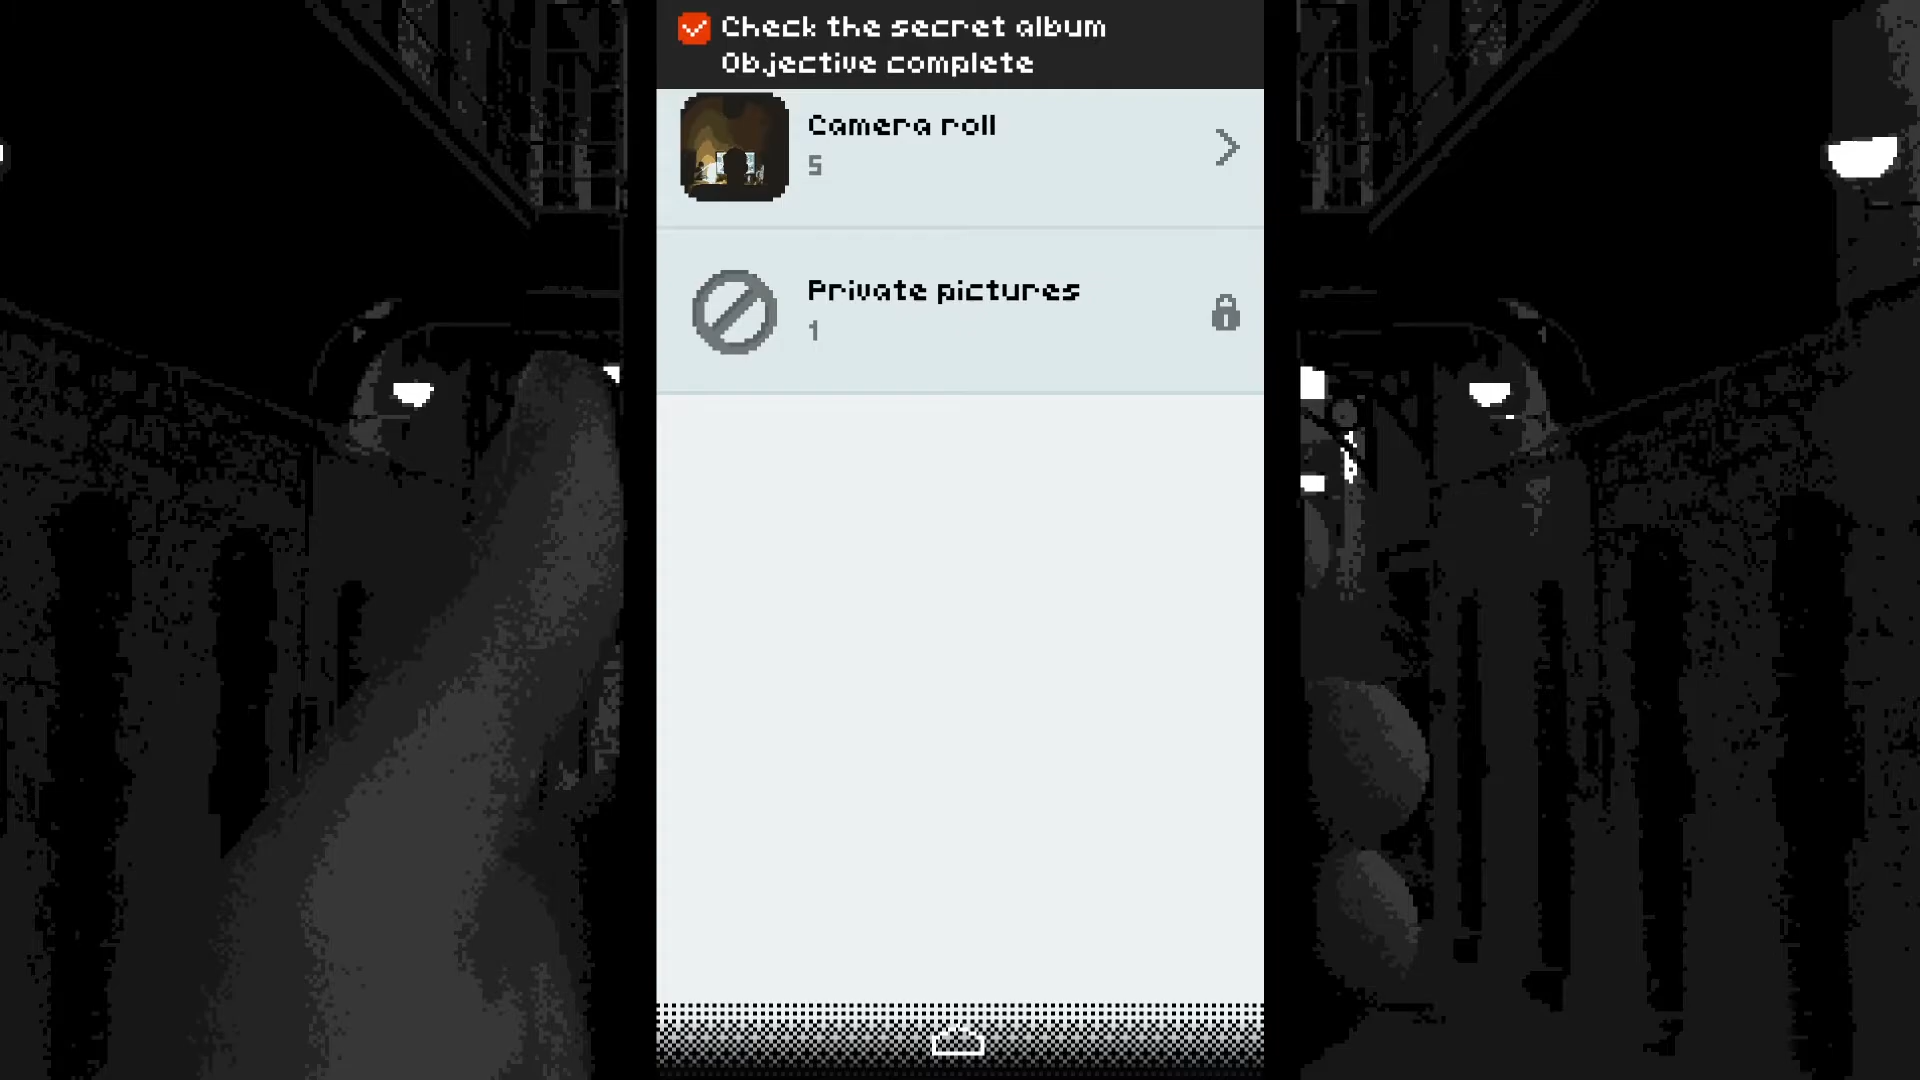 Check the secret album
Objective complete
Camera roll
5
Private pictures
1